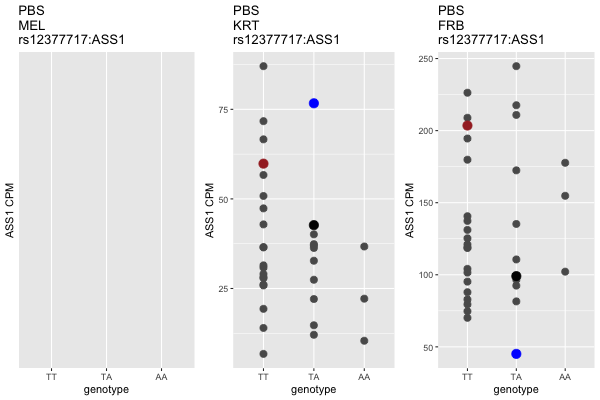 PBS
MEL
rs12377717:ASS1
ASS1 CPM
TT
TA
AA
genotype
PBS
KRT
rs12377717:ASS1
ASS1 CPM
75
50
25
TT
TA
AA
genotype
PBS
FRB
rs12377717:ASS1
ASS1 CPM
250
200
150
100
50
TT
TA
AA
genotype